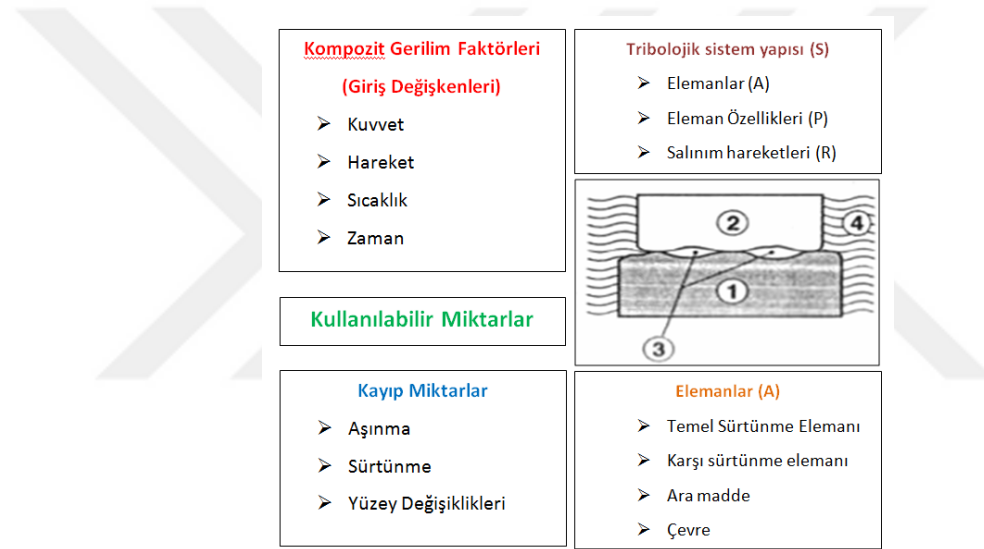 Kompozit Gerilim Faktörleri
(Giriş Değişkenleri)
➢ Kuvvet
➢ Hareket
➢ Sıcaklık
➢ Zaman
Kullanılabilir Miktarlar
Kayıp Miktarlar
➢ Aşınma
➢ Sürtünme
➢ Yüzey Değişiklikleri
Tribolojik sistem yapısı (S)
➢ Elemanlar (A)
➢ Eleman Özellikleri (P)
➢ Salınım hareketleri (R)
2
4
1
3
Elemanlar (A)
➢ Temel Sürtünme Elemanı
➢ Karşı sürtünme elemanı
➢ Ara madde
➢ Çevre